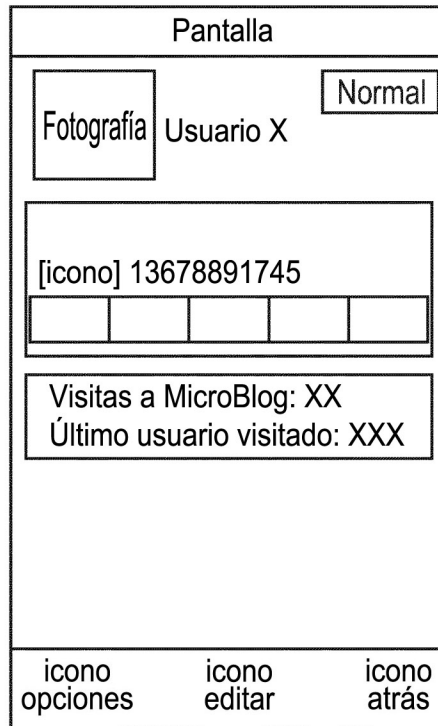 Pantalla
Normal
Fotografía Usuario X
[icono] 13678891745
Visitas a MicroBlog: XX
Último usuario visitado: XXX
icono icono icono
opciones editar atrás